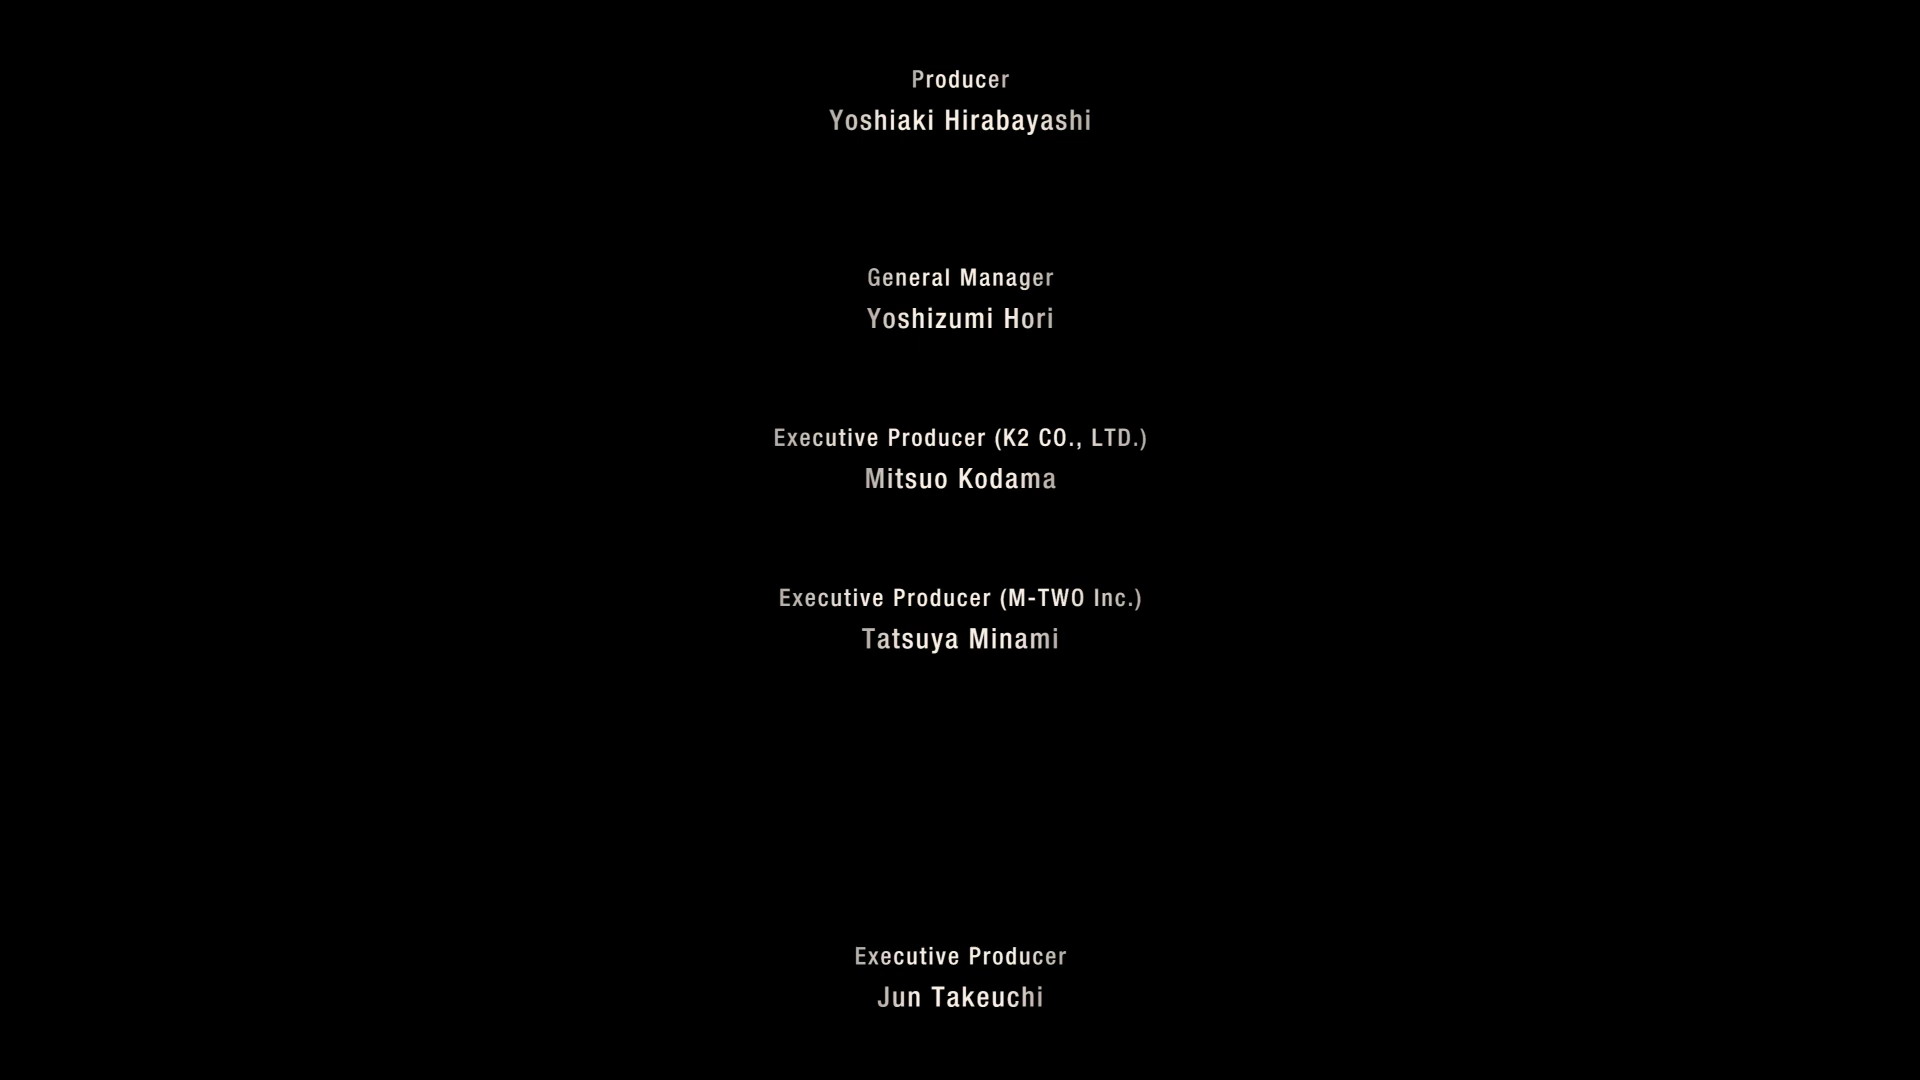 Producer
Yoshiaki Hirabayashi
General Manager
Yoshizumi Hori
Executive Producer (K2 CO., LTD.)
Mitsuo Kodama
Executive Producer (M-TWO Inc.)
Tatsuya Minami
Executive Producer
Jun Takeuchi